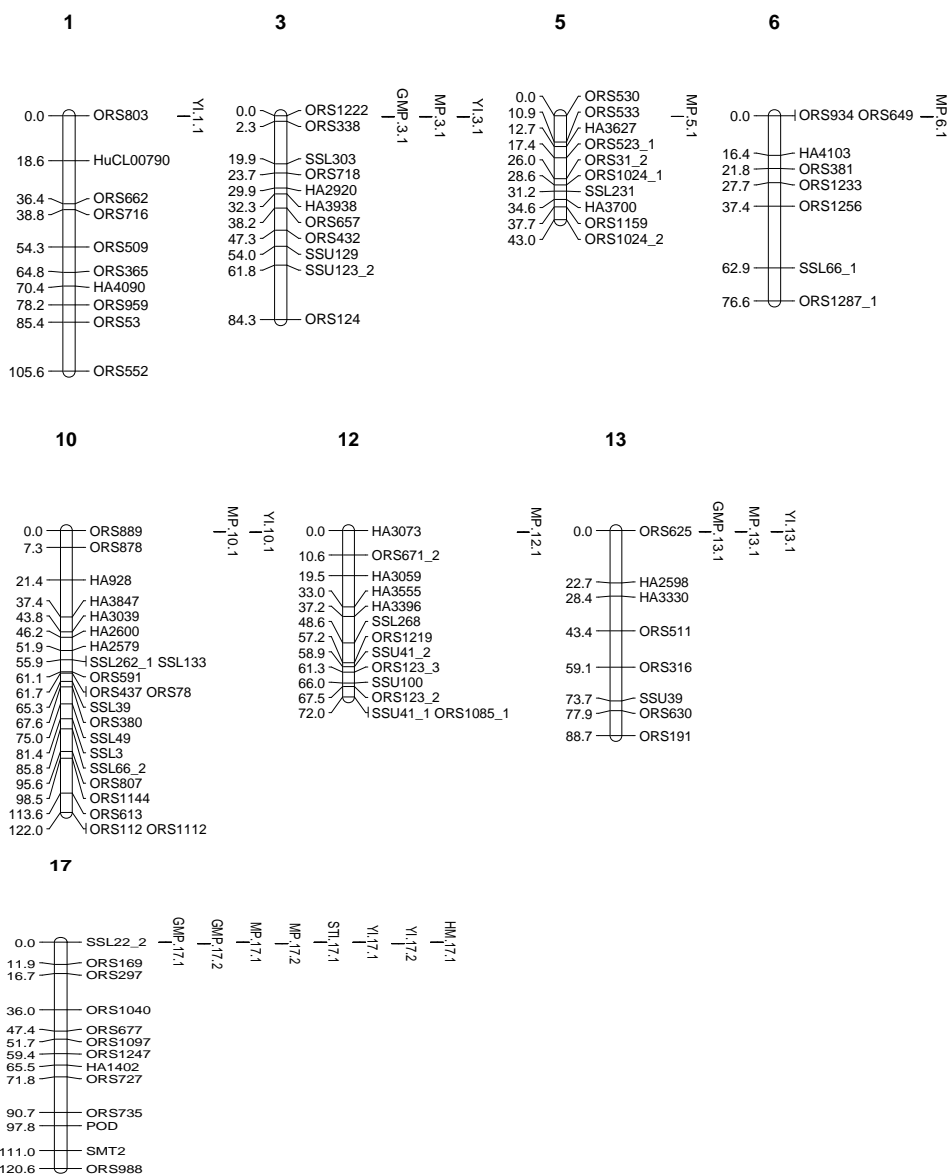 1
0.0 ORS803
18.6 HuCL00790
36.4 ORS662
38.8 ORS716
54.3 ORS509
64.8 ORS365
70.4 HA4090
78.2 ORS959
85.4 ORS53
105.6 ORS552
YI.1.1
3
0.0 ORS1222
2.3 ORS338
19.9 SSL303
23.7 ORS718
29.9 HA2920
32.3 HA3938
38.2 ORS657
47.3 ORS432
54.0 SSU129
61.8 SSU123_2
84.3 ORS124
GMP.3.1
MP.3.1
YI.3.1
5
0.0 ORS530
10.9 ORS533
12.7 HA3627
17.4 ORS523_1
26.0 ORS31_2
28.6 ORS1024_1
31.2 SSL231
34.6 HA3700
37.7 ORS1159
43.0 ORS1024_2
MP.5.1
6
0.0 ORS934 ORS649
16.4 HA4103
21.8 ORS381
27.7 ORS1233
37.4 ORS1256
62.9 SSL66_1
76.6 ORS1287_1
MP.6.1
10
0.0 ORS889
7.3 ORS878
21.4 HA928
37.4 HA3847
43.8 HA3039
46.2 HA2600
51.9 HA2579
55.9 SSL262_1 SSL133
61.1 ORS591
61.7 ORS437 ORS78
65.3 SSL39
67.6 ORS380
75.0 SSL49
81.4 SSL3
85.8 SSL66_2
95.6 ORS807
98.5 ORS1144
113.6 ORS613
122.0 ORS112 ORS1112
MP.10.1
YI.10.1
12
0.0 HA3073
10.6 ORS671_2
19.5 HA3059
33.0 HA3555
37.2 HA3396
48.6 SSL268
57.2 ORS1219
58.9 SSU41_2
61.3 ORS123_3
66.0 SSU100
67.5 ORS123_2
72.0 SSU41_1 ORS1085_1
MP.12.1
13
0.0 ORS625
22.7 HA2598
28.4 HA3330
43.4 ORS511
59.1 ORS316
73.7 SSU39
77.9 ORS630
88.7 ORS191
GMP.13.1
MP.13.1
YI.13.1
17
0.0 SSL22_2
11.9 ORS169
16.7 ORS297
36.0 ORS1040
47.4 ORS677
51.7 ORS1097
59.4 ORS1247
65.5 HA1402
71.8 ORS727
90.7 ORS735
97.8 POD
111.0 SMT2
120.6 ORS988
GMP.17.1
GMP.17.2
MP.17.1
MP.17.2
STI.17.1
YI.17.1
YI.17.2
HM.17.1